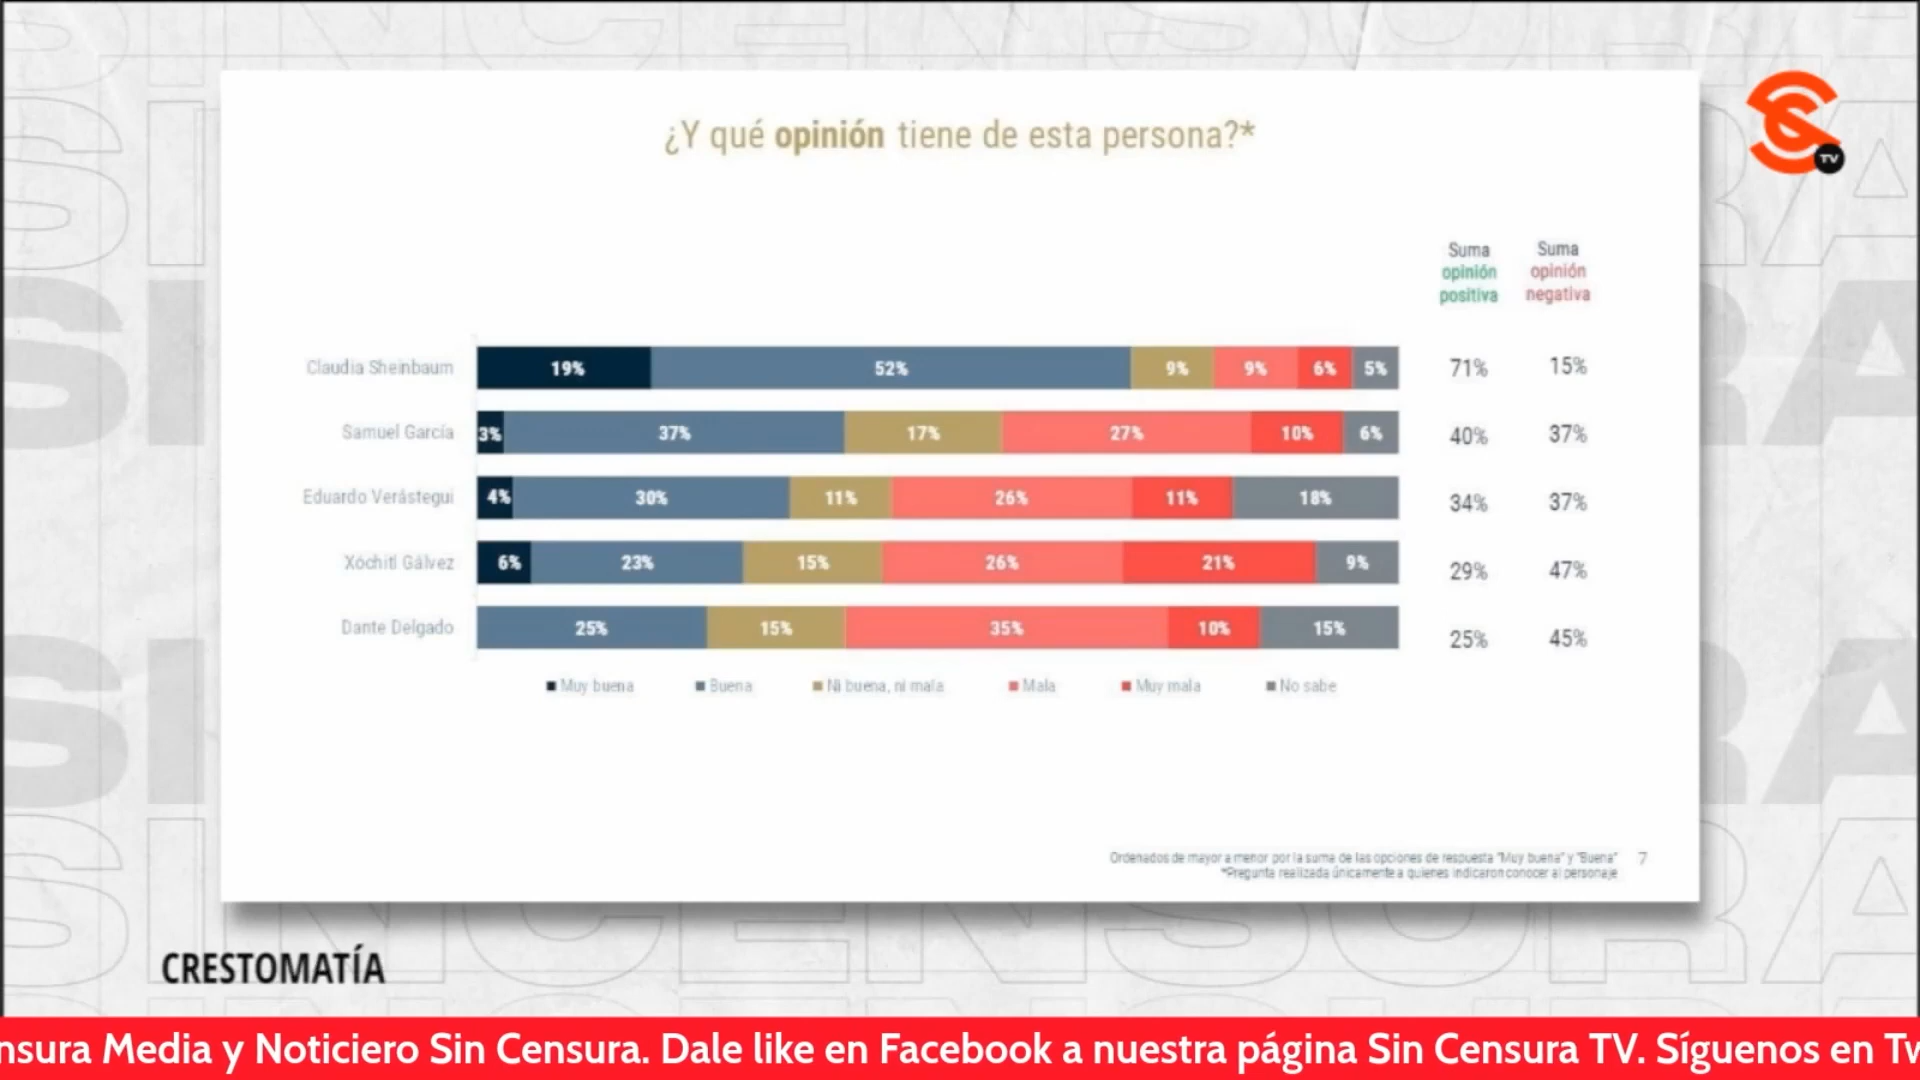 ¿Y qué opinión tiene de esta persona?*
TV
Suma opinión positiva
Suma opinión negativa
Claudia Sheinbaum 19% 52% 9% 9% 6% 5% 71% 15%
Samuel García 3% 37% 17% 27% 10% 6% 40% 37%
Eduardo Verástegui 4% 30% 11% 26% 11% 18% 34% 37%
Xóchitl Gálvez 6% 23% 15% 26% 21% 9% 29% 47%
Dante Delgado 25% 15% 35% 10% 15% 25% 45%
Muy buena Buena Ni buena, ni mala Mala Muy mala No sabe
Ordenados de mayor a menor por la suma de las opciones de respuesta "Muy buena" y "Buena" 7
*Pregunta realizada únicamente a quienes indicaron conocer al personaje
CRESTOMATÍA
nsura Media y Noticiero Sin Censura. Dale like en Facebook a nuestra página Sin Censura TV. Síguenos en Tw